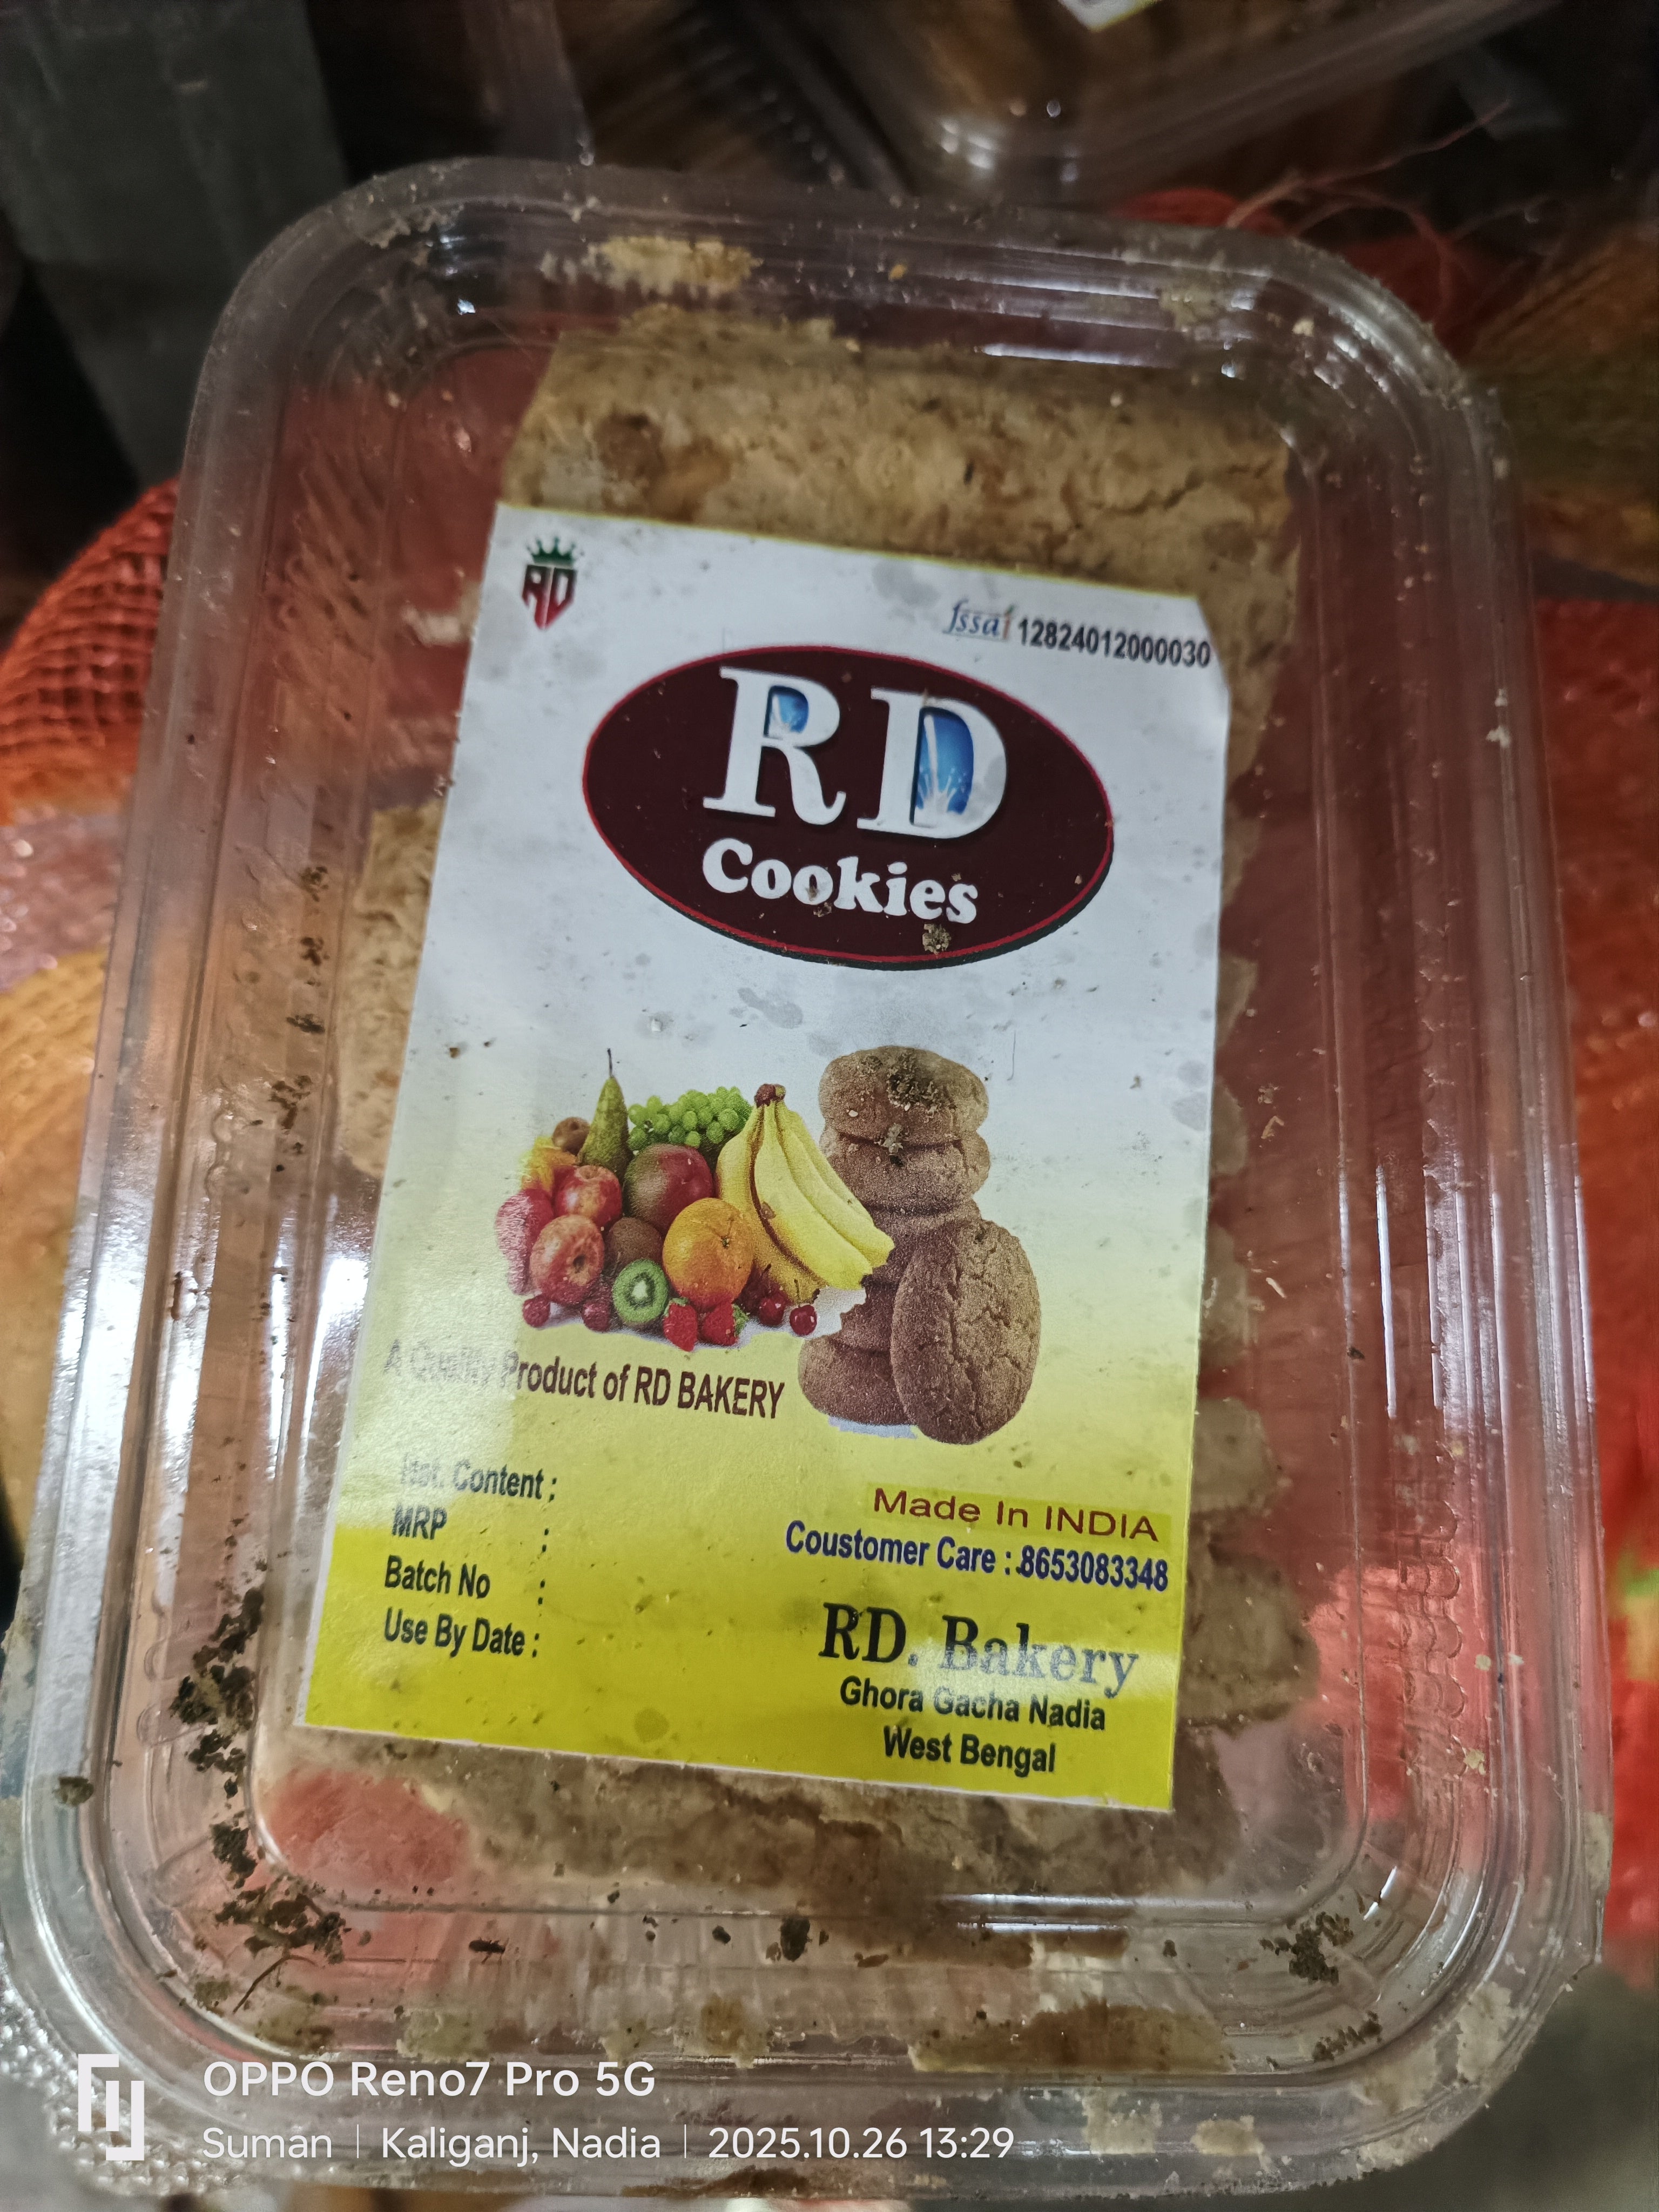 RD
fssai 12824012000030
RD
Cookies
A Quality Product of RD BAKERY
Net. Content :
MRP :
Batch No :
Use By Date :
Made In INDIA
Coustomer Care : 8653083348
RD. Bakery
Ghora Gacha Nadia
West Bengal
OPPO Reno7 Pro 5G
Suman | Kaliganj, Nadia | 2025.10.26 13:29